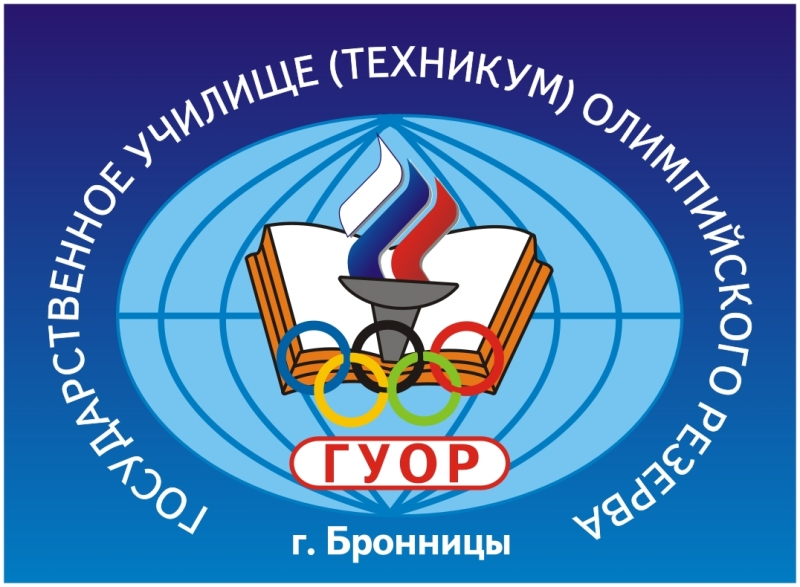 ГОСУДАРСТВЕННОЕ УЧИЛИЩЕ (ТЕХНИКУМ) ОЛИМПИЙСКОГО РЕЗЕРВА
ГУОР
г. Бронницы